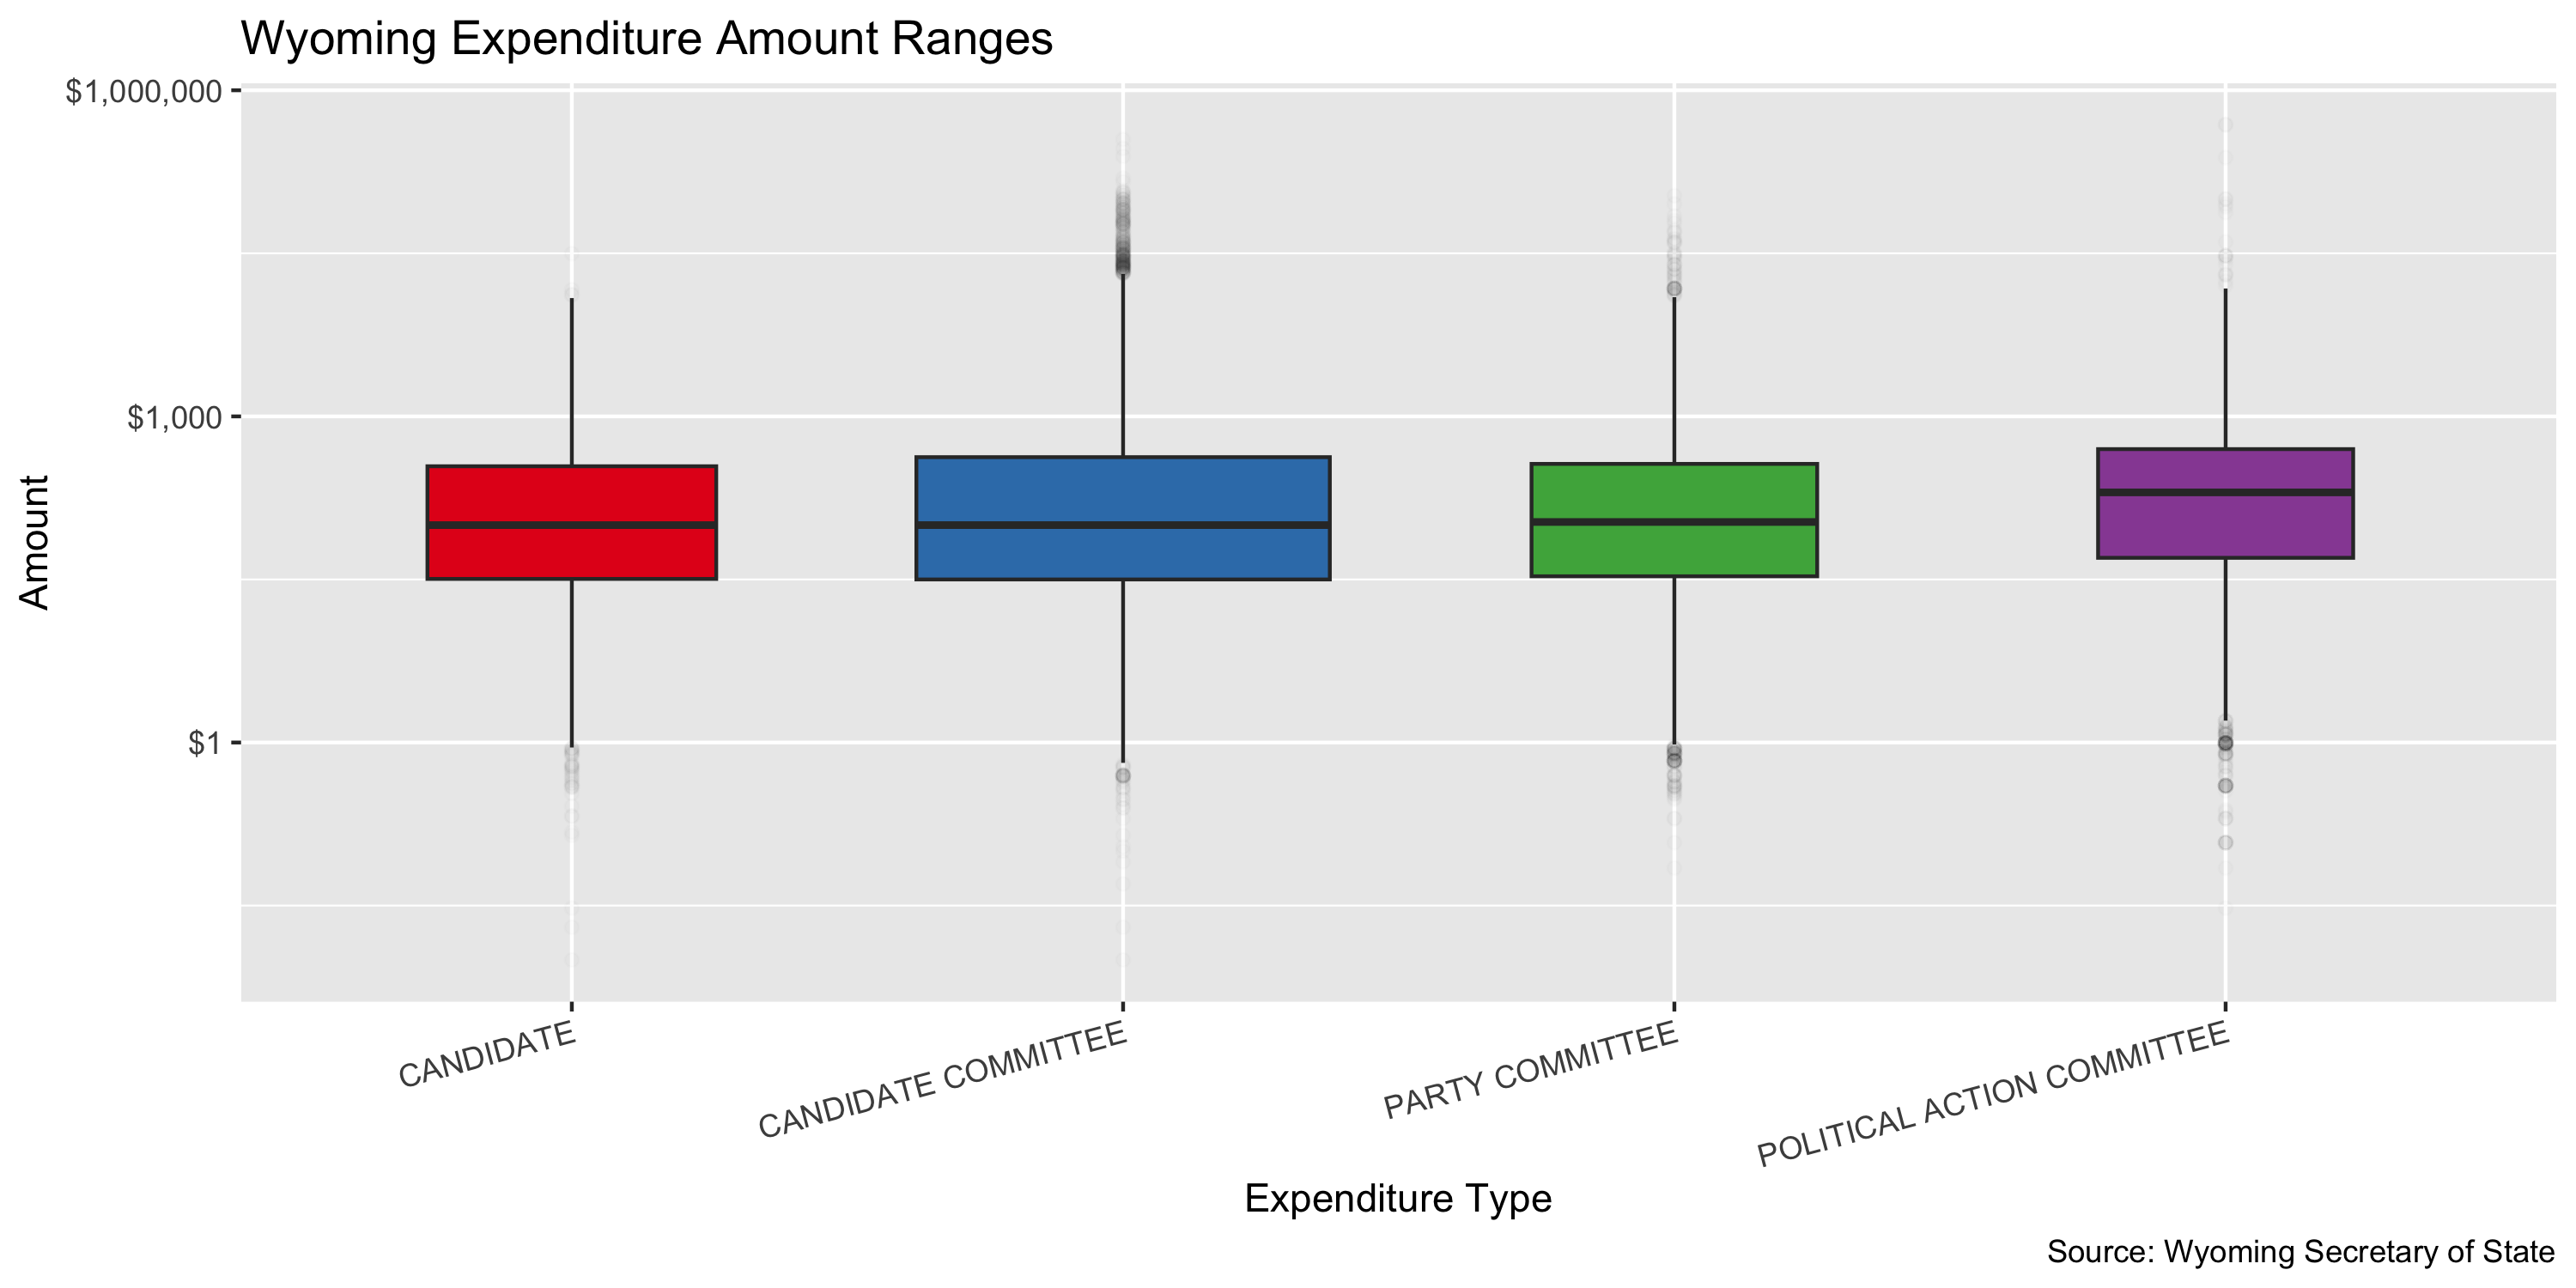 Wyoming Expenditure Amount Ranges
$1,000,000
$1,000
$1
Amount
CANDIDATE
CANDIDATE COMMITTEE
PARTY COMMITTEE
POLITICAL ACTION COMMITTEE
Expenditure Type
Source: Wyoming Secretary of State